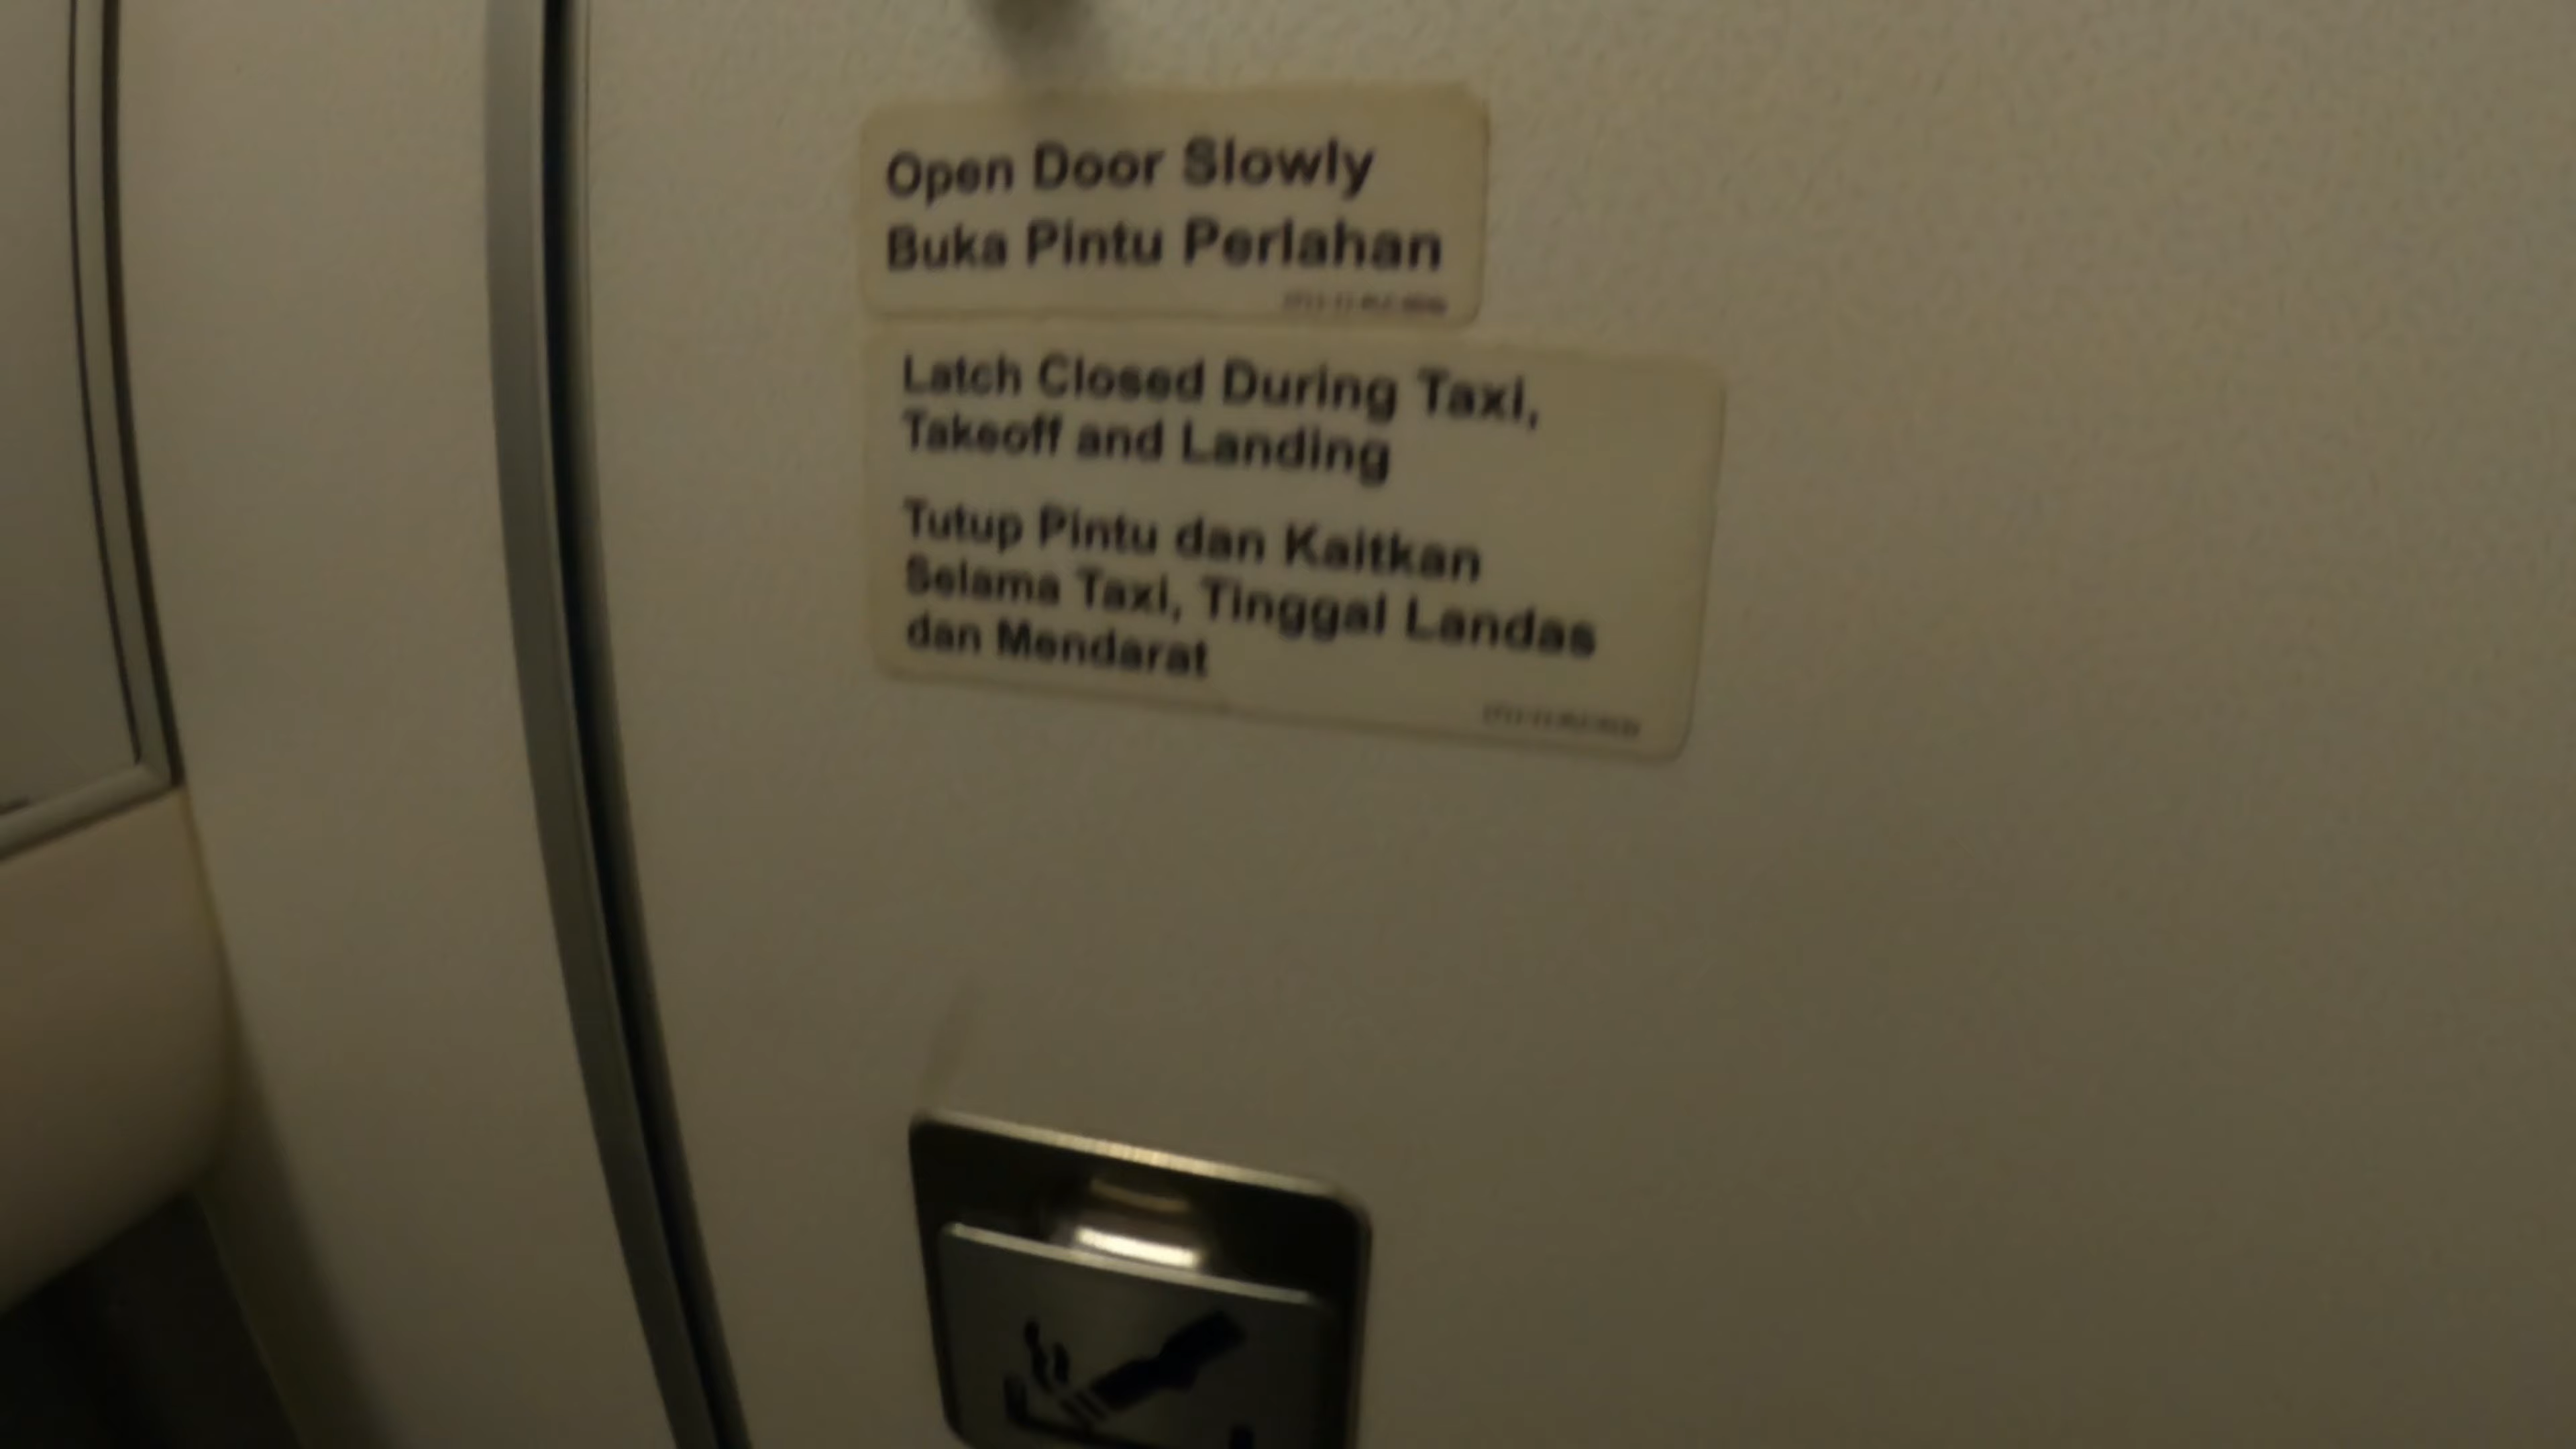 Open Door Slowly
Buka Pintu Perlahan
Latch Closed During Taxi,
Takeoff and Landing
Tutup Pintu dan Kaitkan
Selama Taxi, Tinggal Landas
dan Mendarat